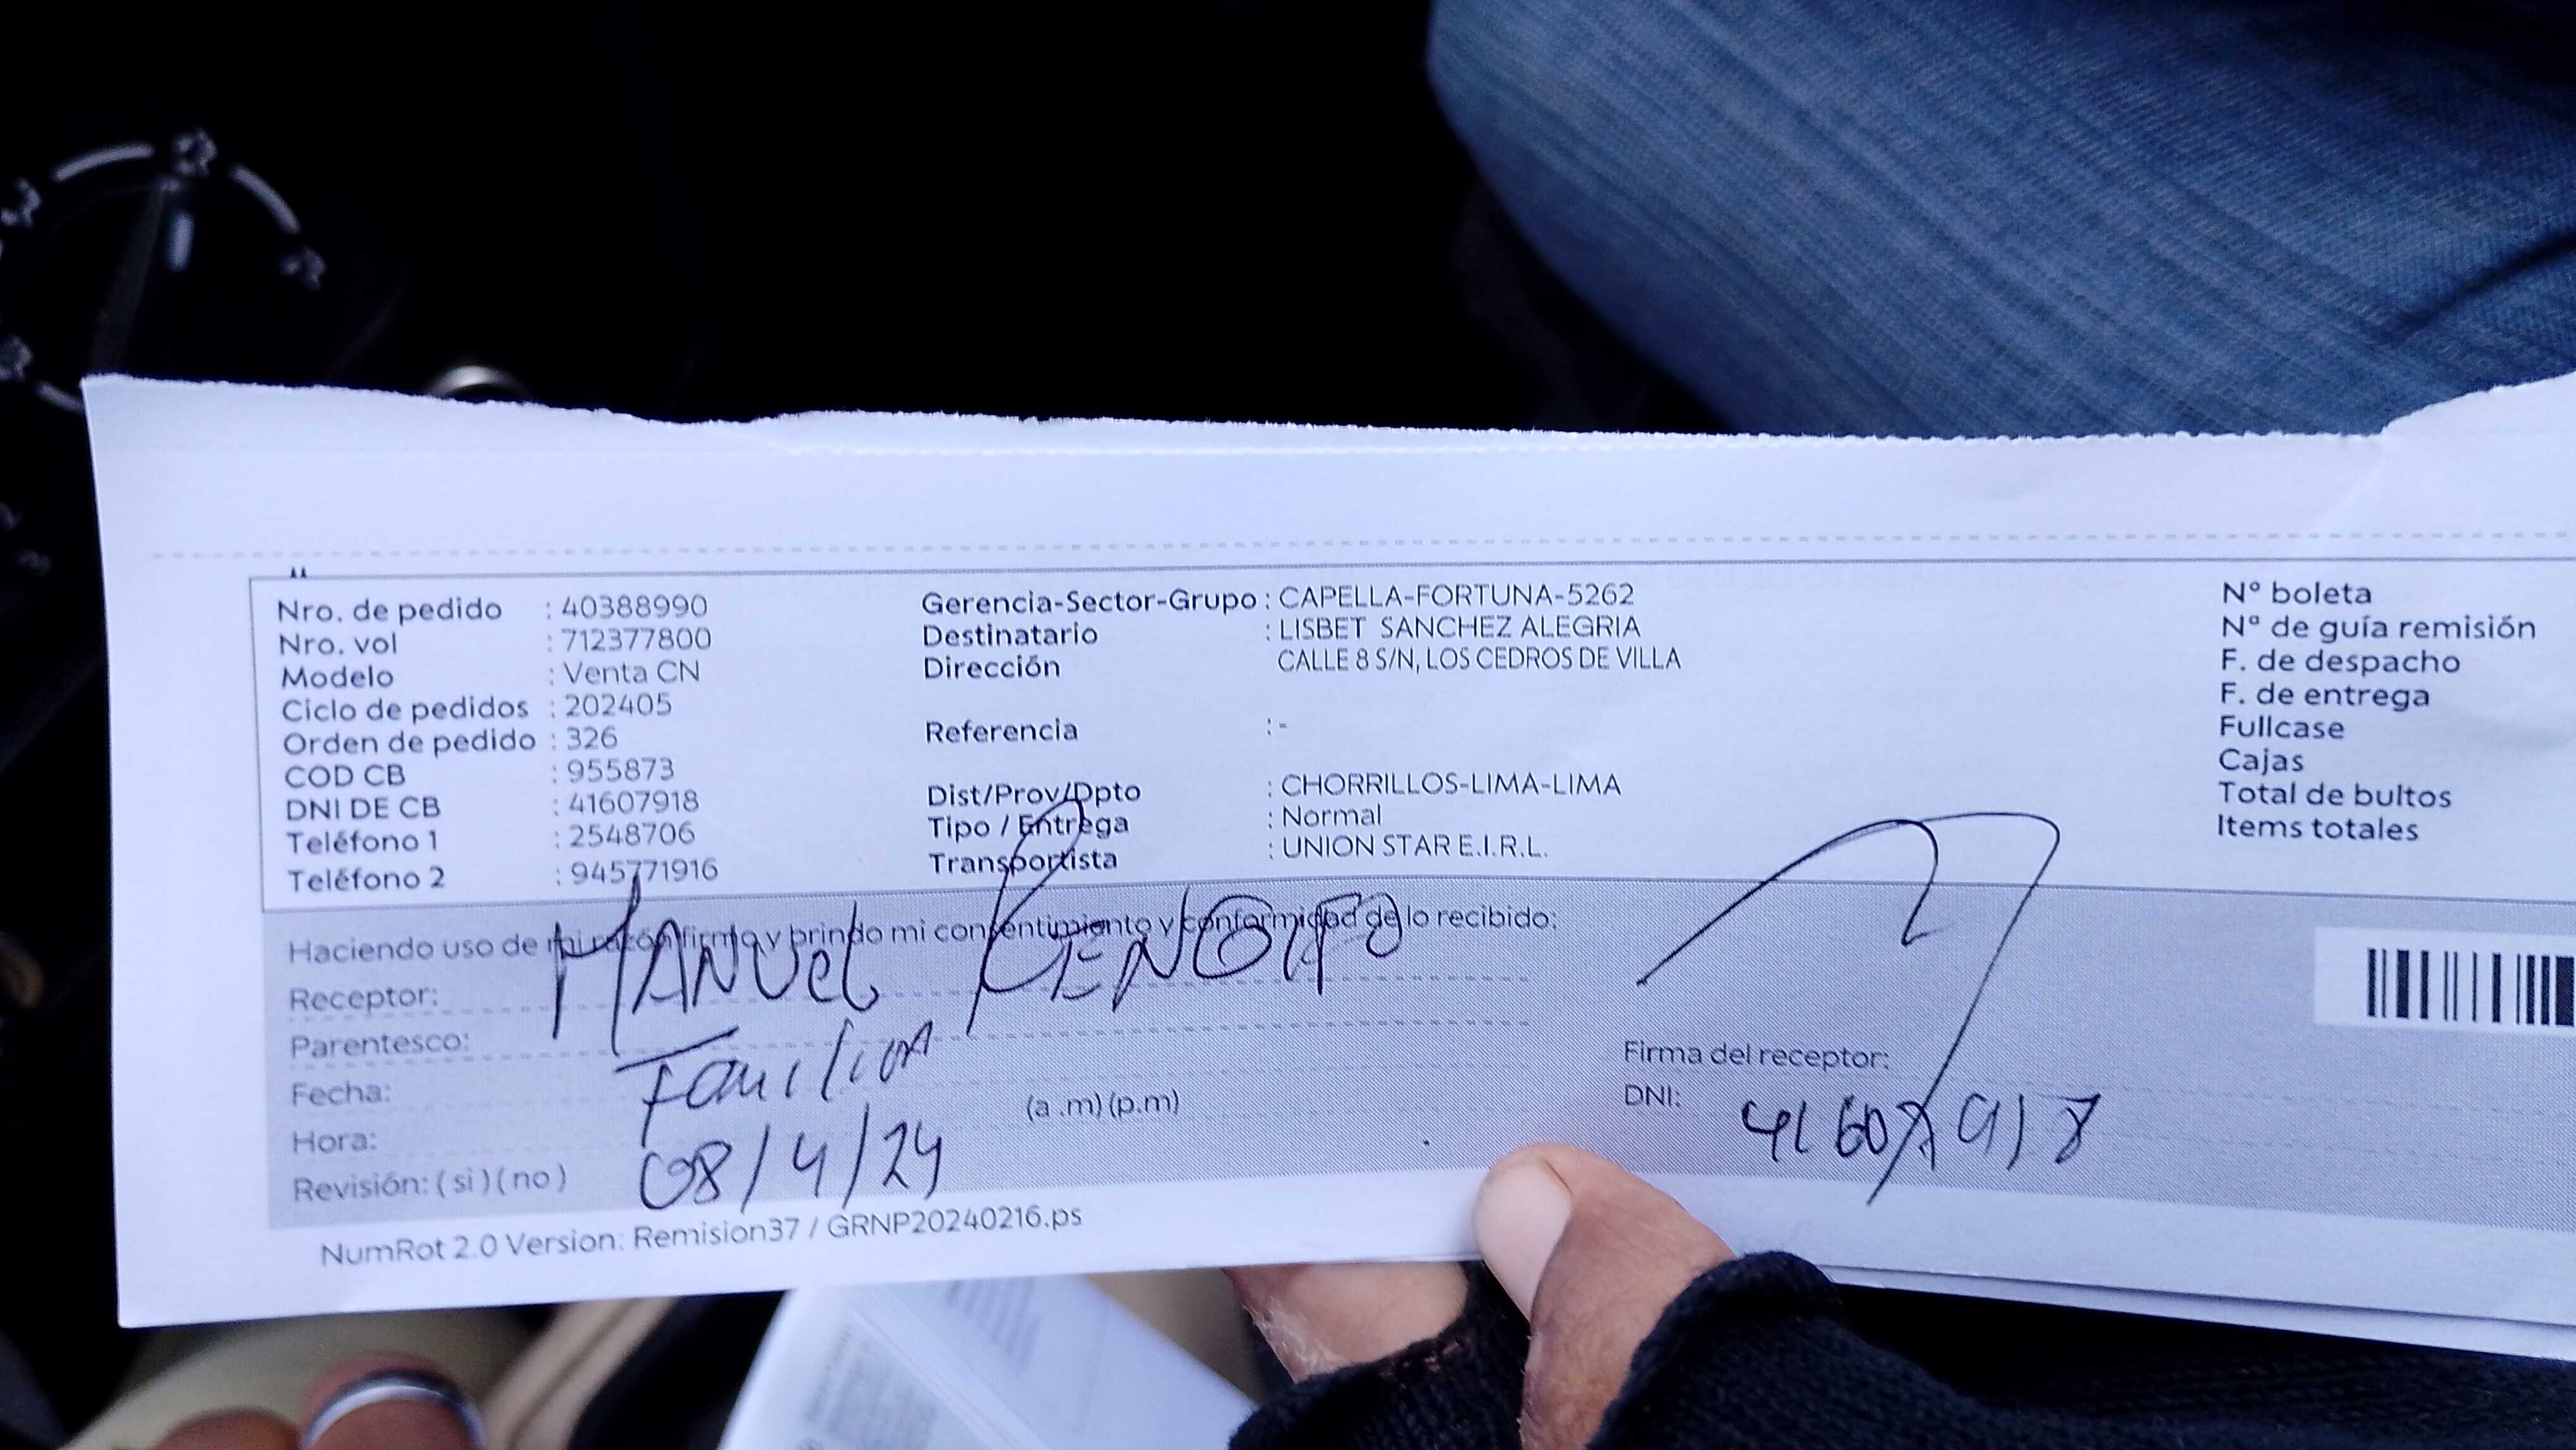 Nro. de pedido : 40388990
Nro. vol : 712377800
Modelo : Venta CN
Ciclo de pedidos : 202405
Orden de pedido : 326
COD CB : 955873
DNI DE CB : 41607918
Teléfono 1 : 2548706
Teléfono 2 : 945771916
Gerencia-Sector-Grupo : CAPELLA-FORTUNA-5262
Destinatario : LISBET SANCHEZ ALEGRIA
Dirección CALLE 8 S/N, LOS CEDROS DE VILLA
Referencia : -
Dist/Prov/Dpto : CHORRILLOS-LIMA-LIMA
Tipo / Entrega : Normal
Transportista : UNION STAR E.I.R.L.
Nº boleta
Nº de guía remisión
F. de despacho
F. de entrega
Fullcase
Cajas
Total de bultos
Items totales
Haciendo uso de mi razón firmo y brindo mi consentimiento y conformidad de lo recibido:
Receptor: MANUEL
Parentesco: Familiar
Fecha: 08/4/24
Hora: (a .m) (p.m)
Revisión: ( si ) ( no )
Firma del receptor:
DNI: 41607918
NumRot 2.0 Version: Remision37 / GRNP20240216.ps